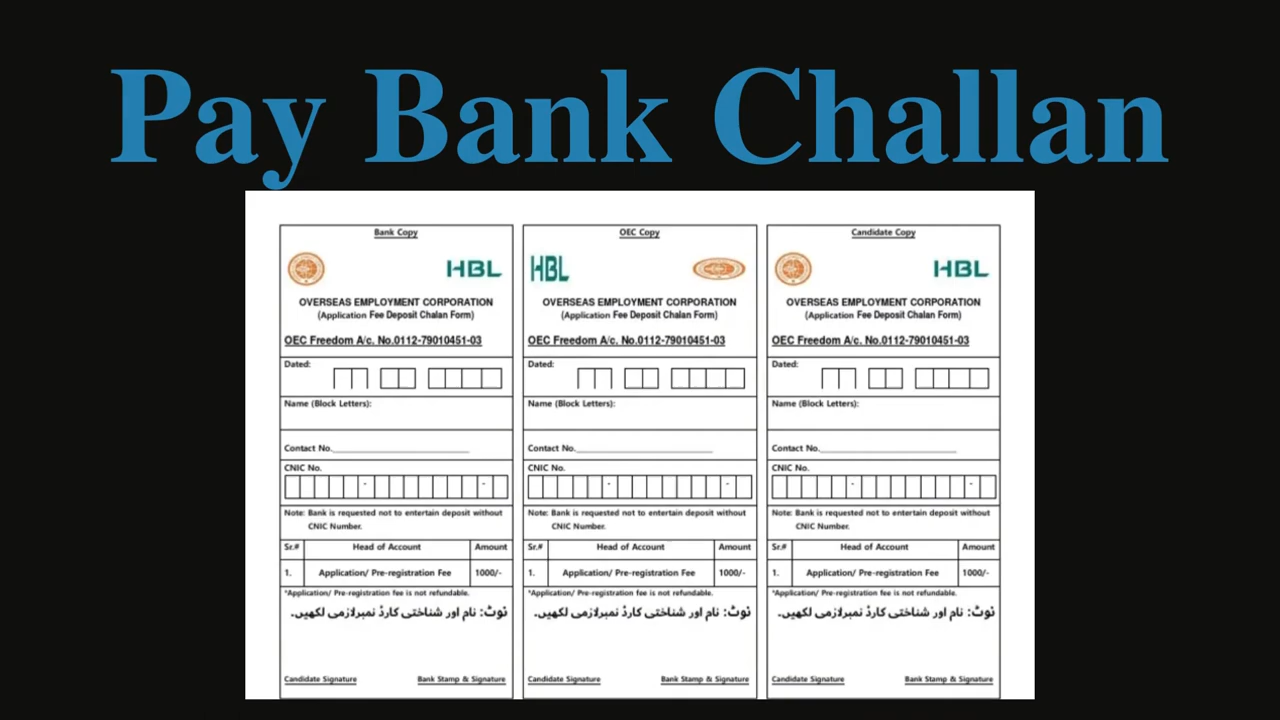 Pay Bank Challan
Bank Copy
HBL
OVERSEAS EMPLOYMENT CORPORATION
(Application Fee Deposit Chalan Form)
OEC Freedom A/c. No.0112-79010451-03
Dated:
Name (Block Letters):
Contact No.
CNIC No.
- -
Note: Bank is requested not to entertain deposit without
CNIC Number.
Sr.# Head of Account Amount
1. Application/ Pre-registration Fee 1000/-
*Application/ Pre-registration fee is not refundable.
نوٹ: نام اور شناختی کارڈ نمبرلازمی لکھیں۔
Candidate Signature Bank Stamp & Signature
OEC Copy
HBL
OVERSEAS EMPLOYMENT CORPORATION
(Application Fee Deposit Chalan Form)
OEC Freedom A/c. No.0112-79010451-03
Dated:
Name (Block Letters):
Contact No.
CNIC No.
- -
Note: Bank is requested not to entertain deposit without
CNIC Number.
Sr.# Head of Account Amount
1. Application/ Pre-registration Fee 1000/-
*Application/ Pre-registration fee is not refundable.
نوٹ: نام اور شناختی کارڈ نمبرلازمی لکھیں۔
Candidate Signature Bank Stamp & Signature
Candidate Copy
HBL
OVERSEAS EMPLOYMENT CORPORATION
(Application Fee Deposit Chalan Form)
OEC Freedom A/c. No.0112-79010451-03
Dated:
Name (Block Letters):
Contact No.
CNIC No.
- -
Note: Bank is requested not to entertain deposit without
CNIC Number.
Sr.# Head of Account Amount
1. Application/ Pre-registration Fee 1000/-
*Application/ Pre-registration fee is not refundable.
نوٹ: نام اور شناختی کارڈ نمبرلازمی لکھیں۔
Candidate Signature Bank Stamp & Signature